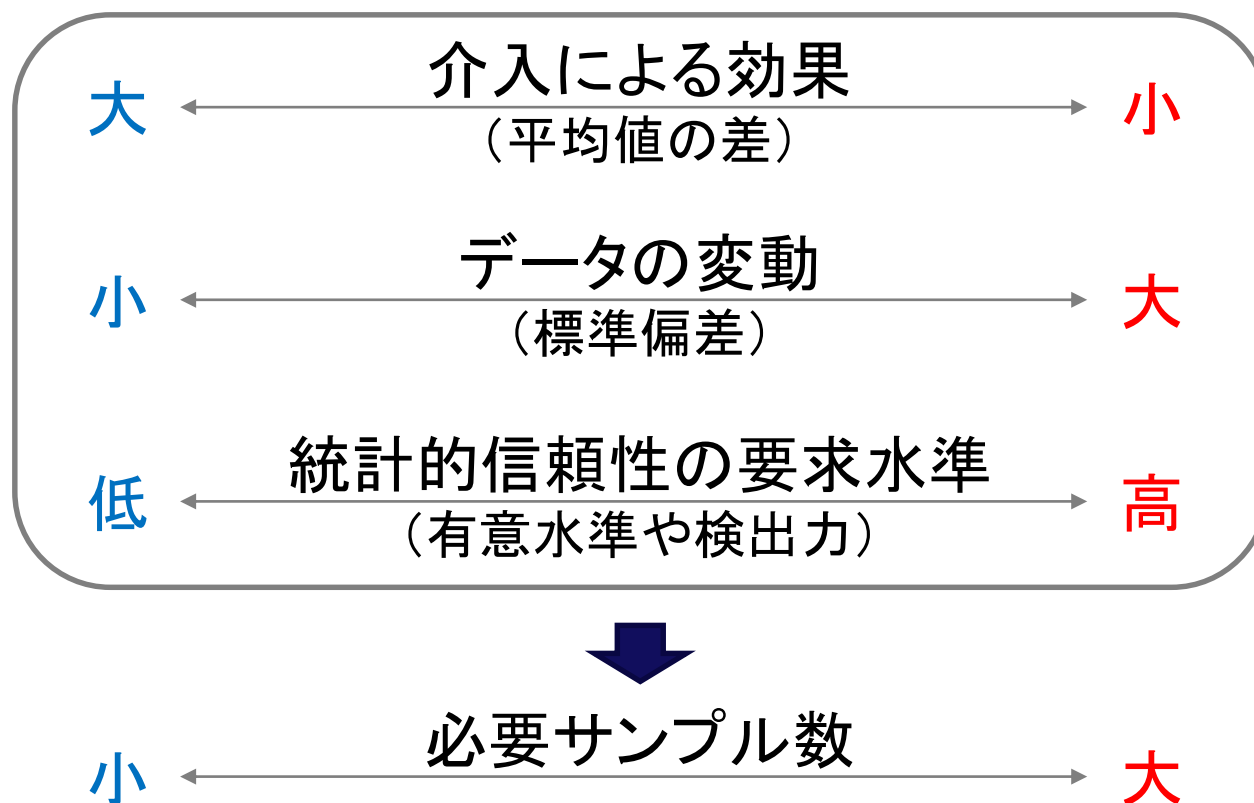 介入による効果
大 小
（平均値の差）
データの変動
小 大
（標準偏差）
統計的信頼性の要求水準
低 高
（有意水準や検出力）
必要サンプル数
小 大